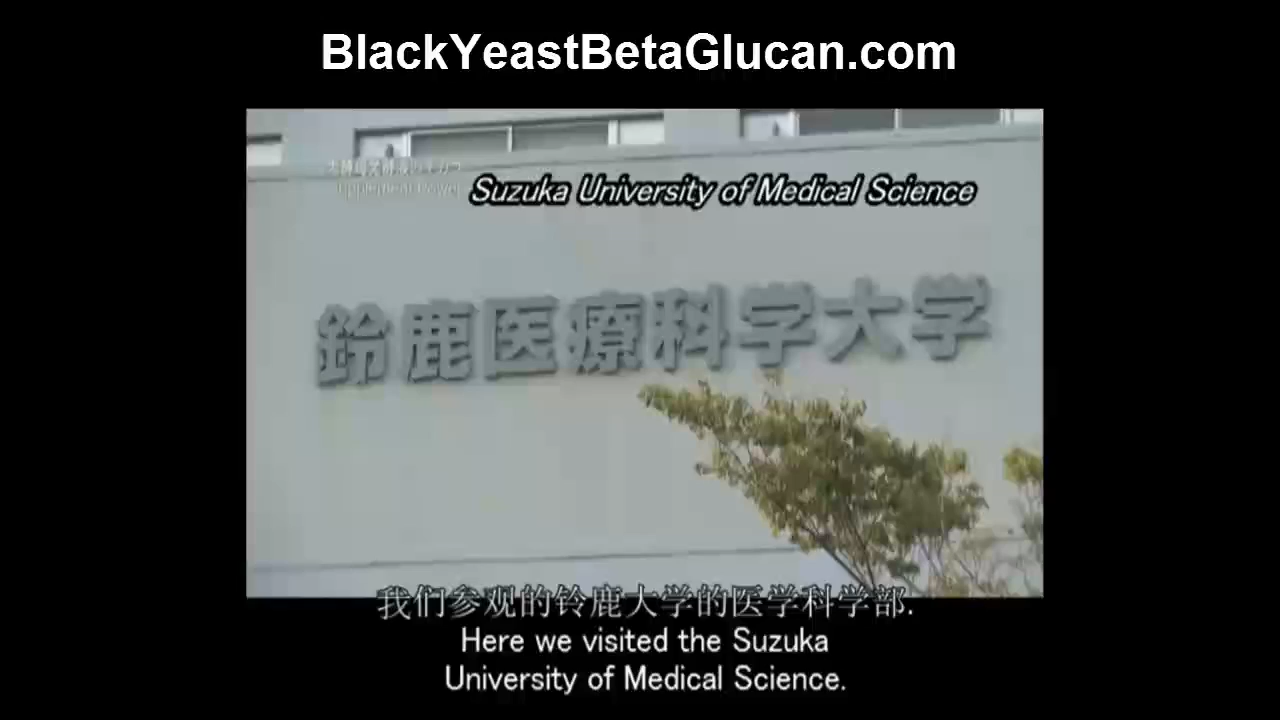 BlackYeastBetaGlucan.com
Suzuka University of Medical Science
鈴鹿医療科学大学
我们参观的铃鹿大学的医学科学部.
Here we visited the Suzuka
University of Medical Science.